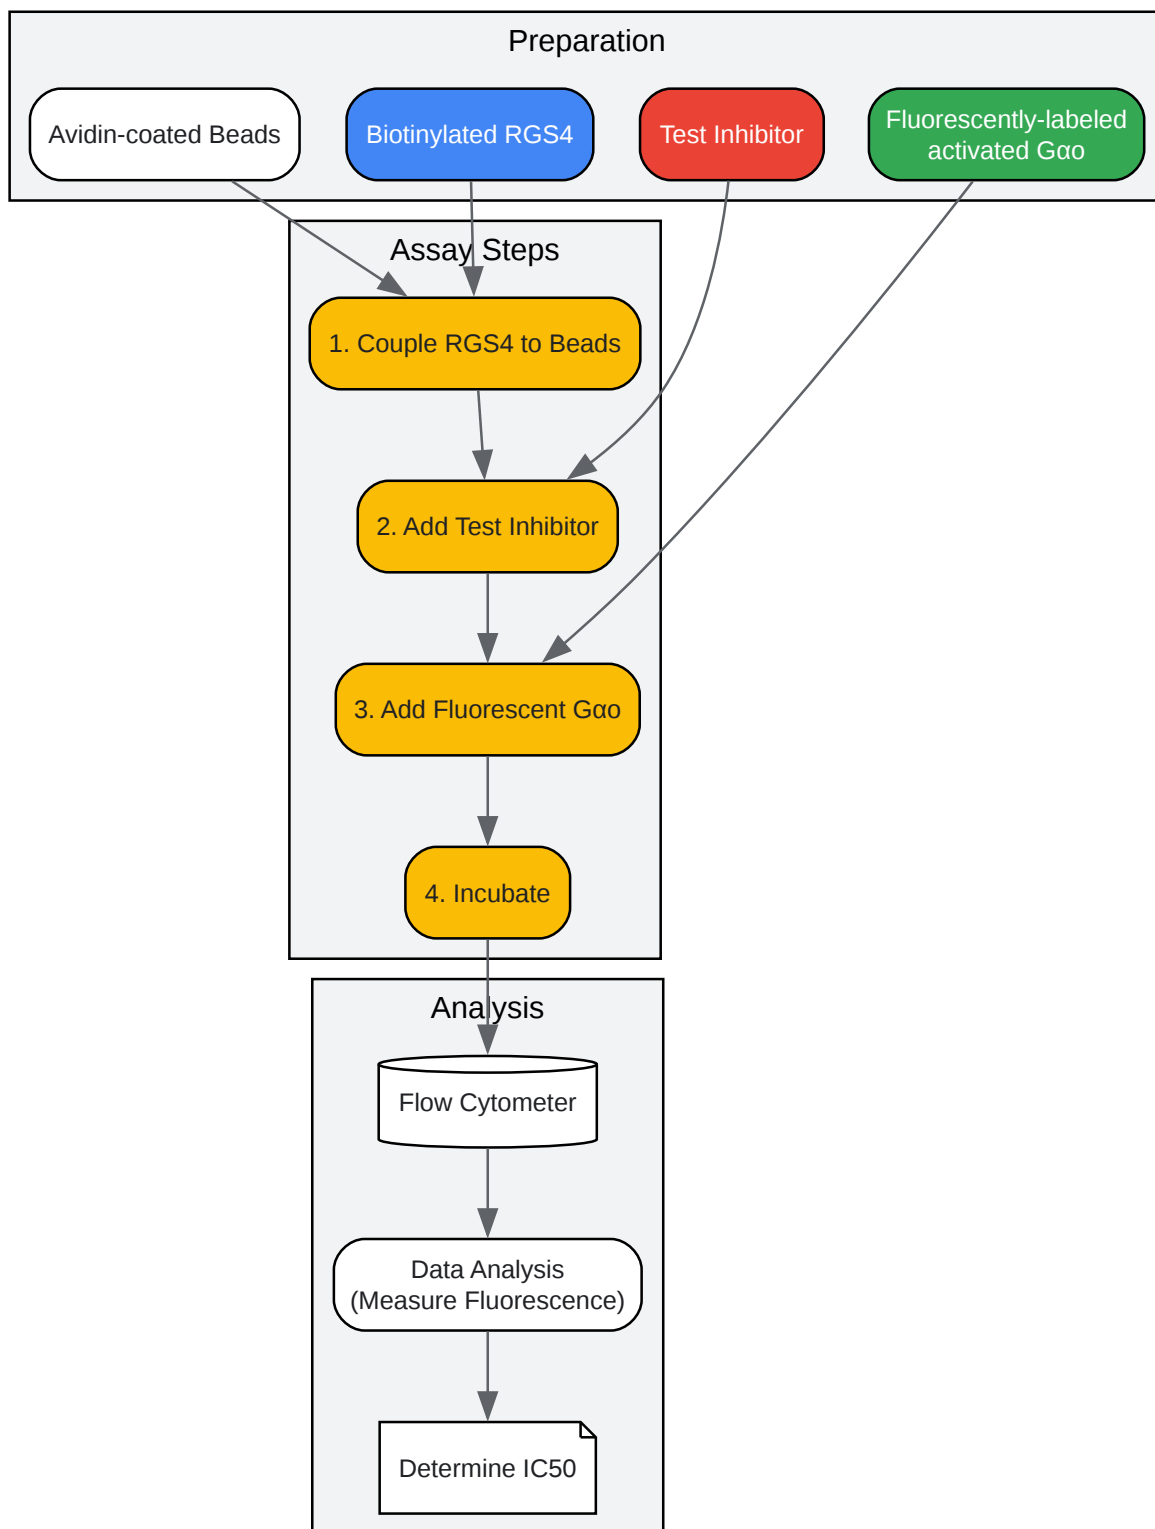 Preparation
Avidin-coated Beads
Biotinylated RGS4
Test Inhibitor
Fluorescently-labeled
activated Gαo
Assay Steps
1. Couple RGS4 to Beads
2. Add Test Inhibitor
3. Add Fluorescent Gαo
4. Incubate
Analysis
Flow Cytometer
Data Analysis
(Measure Fluorescence)
Determine IC50